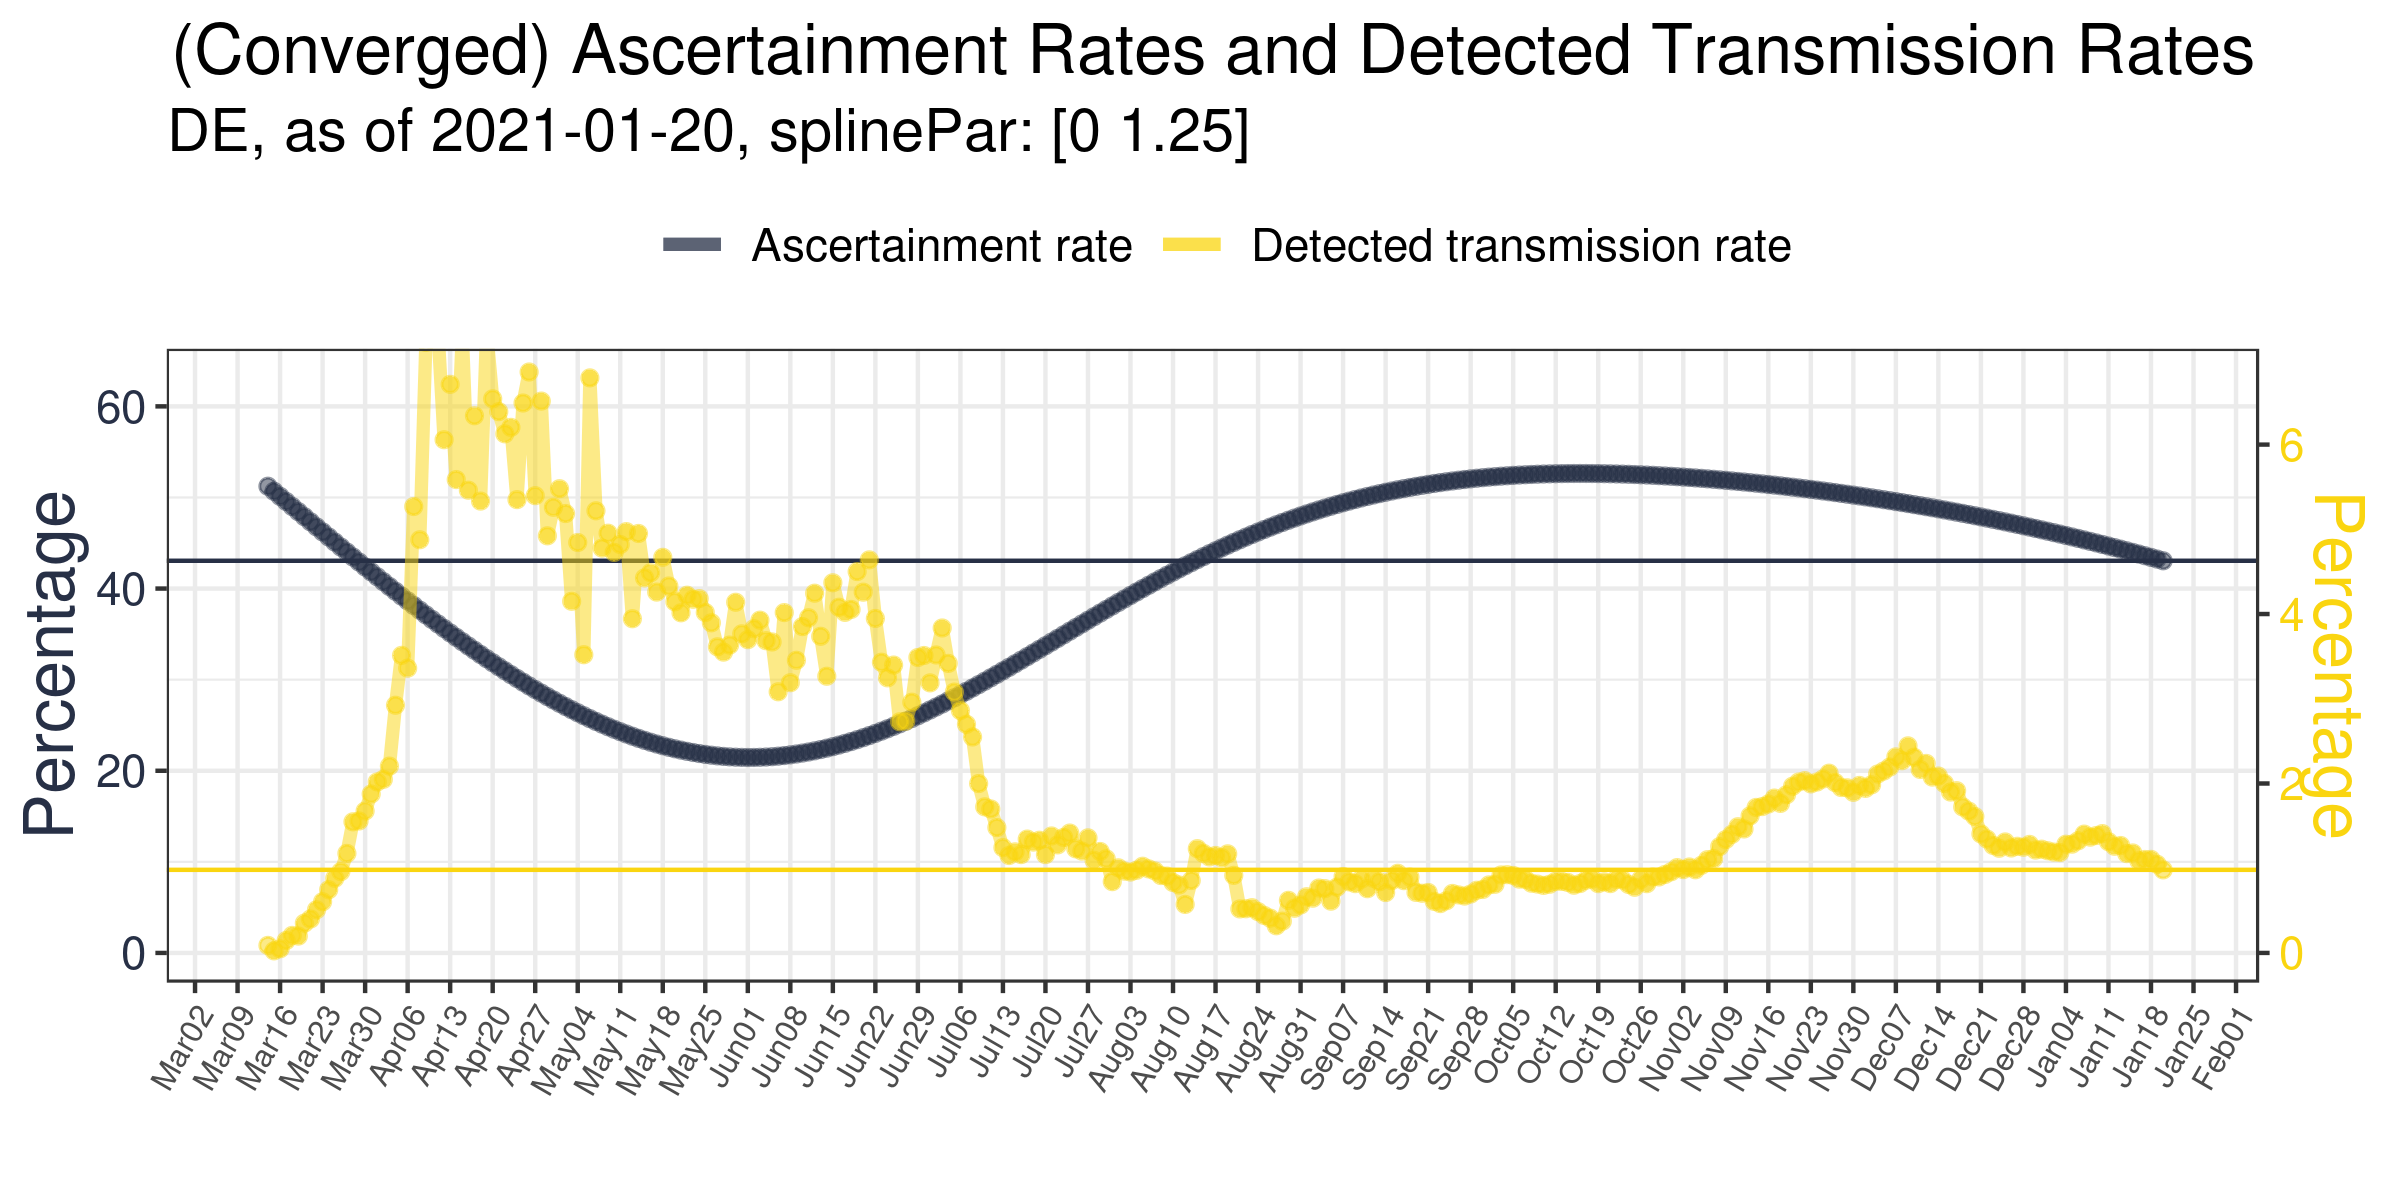 (Converged) Ascertainment Rates and Detected Transmission Rates
DE, as of 2021-01-20, splinePar: [0 1.25]
Ascertainment rate Detected transmission rate
Percentage
60
40
20
0
6
4
2
0
Percentage
Mar02 Mar09 Mar16 Mar23 Mar30 Apr06 Apr13 Apr20 Apr27 May04 May11 May18 May25 Jun01 Jun08 Jun15 Jun22 Jun29 Jul06 Jul13 Jul20 Jul27 Aug03 Aug10 Aug17 Aug24 Aug31 Sep07 Sep14 Sep21 Sep28 Oct05 Oct12 Oct19 Oct26 Nov02 Nov09 Nov16 Nov23 Nov30 Dec07 Dec14 Dec21 Dec28 Jan04 Jan11 Jan18 Jan25 Feb01